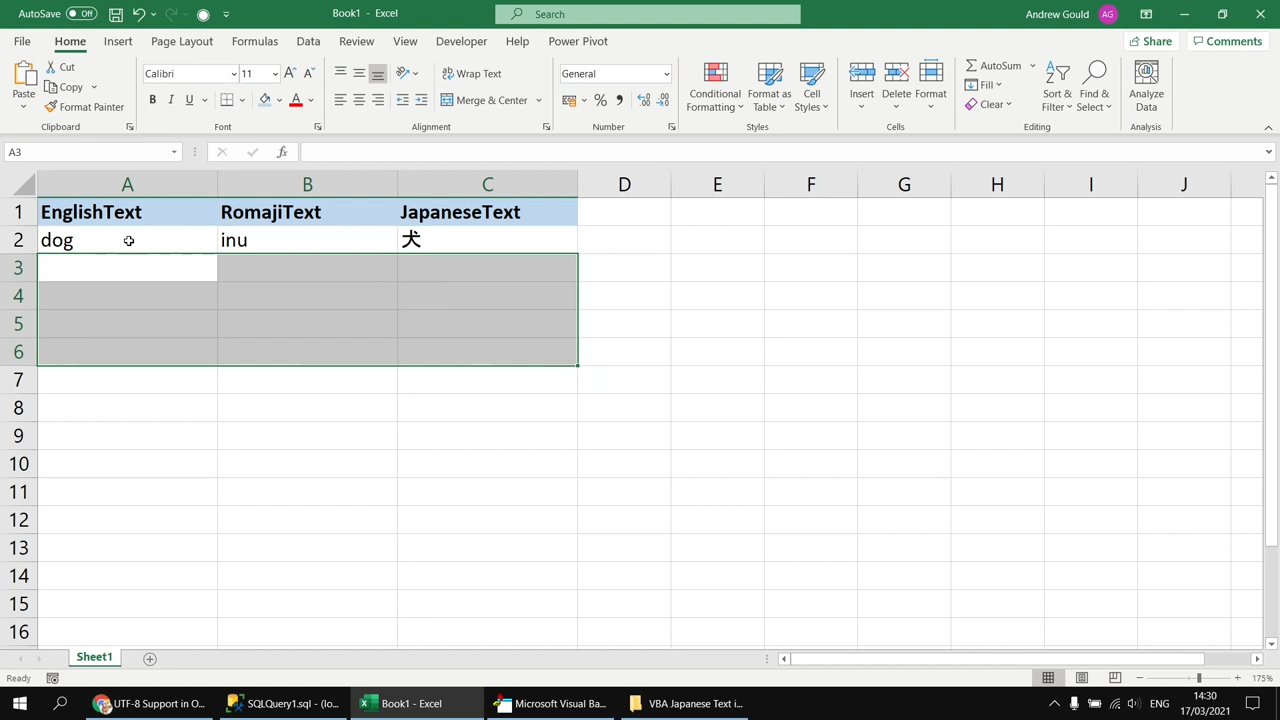 AutoSave Off
Book1 - Excel
Search
Andrew Gould AG
File Home Insert Page Layout Formulas Data Review View Developer Help Power Pivot
Share Comments
Paste
Cut
Copy
Format Painter
Clipboard
Calibri 11
B I U
Font
Wrap Text
Merge & Center
Alignment
General
Number
Conditional Formatting
Format as Table
Cell Styles
Styles
Insert
Delete
Format
Cells
AutoSum
Fill
Clear
Sort & Filter
Find & Select
Editing
Analyze Data
Analysis
A3
fx
A B C D E F G H I J
1 EnglishText RomajiText JapaneseText
2 dog inu 犬
3
4
5
6
7
8
9
10
11
12
13
14
15
16
Sheet1
Ready
175%
UTF-8 Support in O...
SQLQuery1.sql - (lo...
Book1 - Excel
Microsoft Visual Ba...
VBA Japanese Text i...
ENG
14:30
17/03/2021